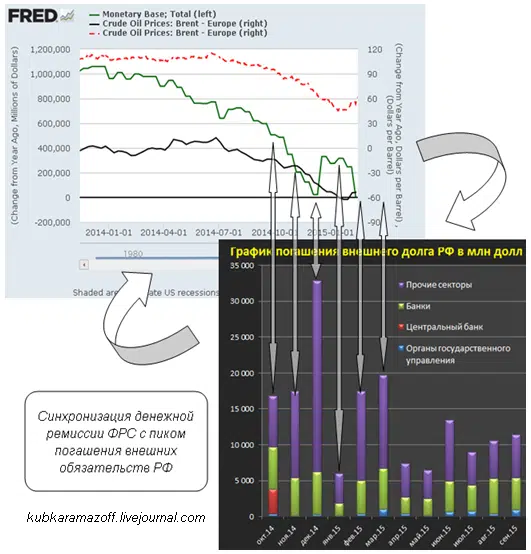 FRED
Monetary Base; Total (left)
Crude Oil Prices: Brent - Europe (right)
Crude Oil Prices: Brent - Europe (right)
(Change from Year Ago, Millions of Dollars)
1,200,000
1,000,000
800,000
600,000
400,000
200,000
0
-200,000
120
90
60
30
0
-30
-60
-90
(Change from Year Ago, Dollars per Barrel) ,
(Dollars per Barrel)
2014-01-01
2014-04-01
2014-07-01
2014-10-01
2015-01-01
1980
Shaded are
te US recessions
График погашения внешнего долга РФ в млн долл
35 000
30 000
25 000
20 000
15 000
10 000
5 000
0
Прочие секторы
Банки
Центральный банк
Органы государственного
управления
окт.14
ноя.14
дек.14
янв.15
фев.15
мар.15
апр.15
май.15
июн.15
июл.15
авг.15
сен.15
Синхронизация денежной
ремиссии ФРС с пиком
погашения внешних
обязательств РФ
kubkaramazoff.livejournal.com